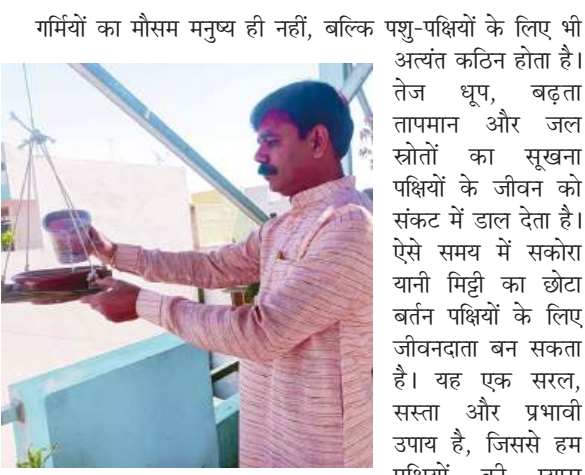 गर्मियों का मौसम मनुष्य ही नहीं, बल्कि पशु-पक्षियों के लिए भी
अत्यंत कठिन होता है।
तेज धूप, बढ़ता
तापमान और जल
स्रोतों का सूखना
पक्षियों के जीवन को
संकट में डाल देता है।
ऐसे समय में सकोरा
यानी मिट्टी का छोटा
बर्तन पक्षियों के लिए
जीवनदाता बन सकता
है। यह एक सरल,
सस्ता और प्रभावी
उपाय है, जिससे हम